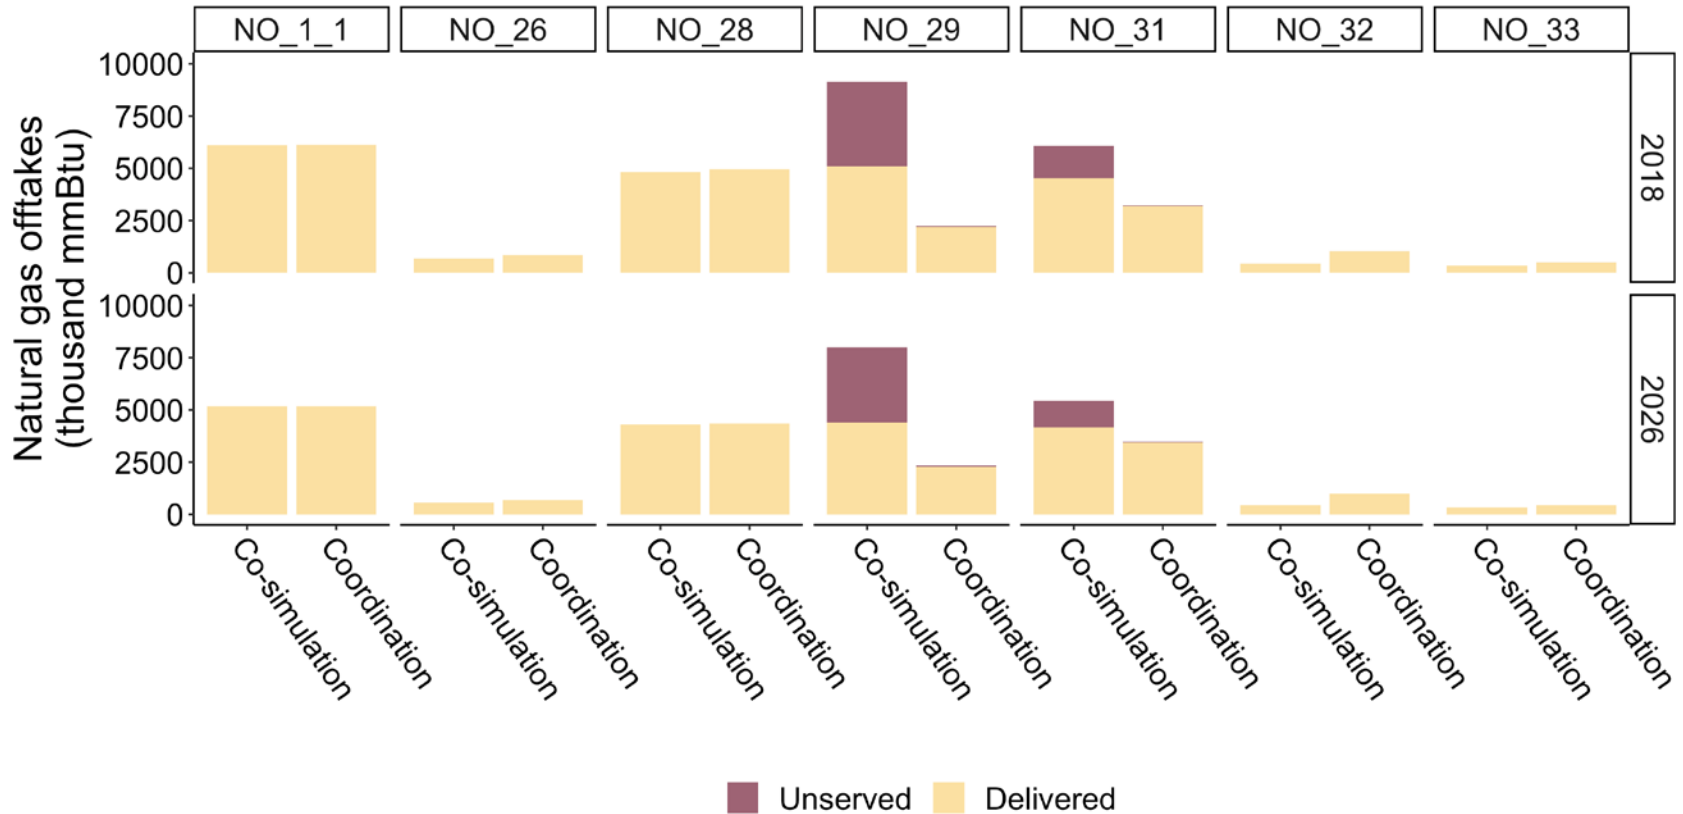 NO_1_1
NO_26
NO_28
NO_29
NO_31
NO_32
NO_33
Natural gas offtakes
(thousand mmBtu)
10000
7500
5000
2500
0
2018
10000
7500
5000
2500
0
2026
Co-simulation
Coordination
Co-simulation
Coordination
Co-simulation
Coordination
Co-simulation
Coordination
Co-simulation
Coordination
Co-simulation
Coordination
Co-simulation
Coordination
Unserved
Delivered